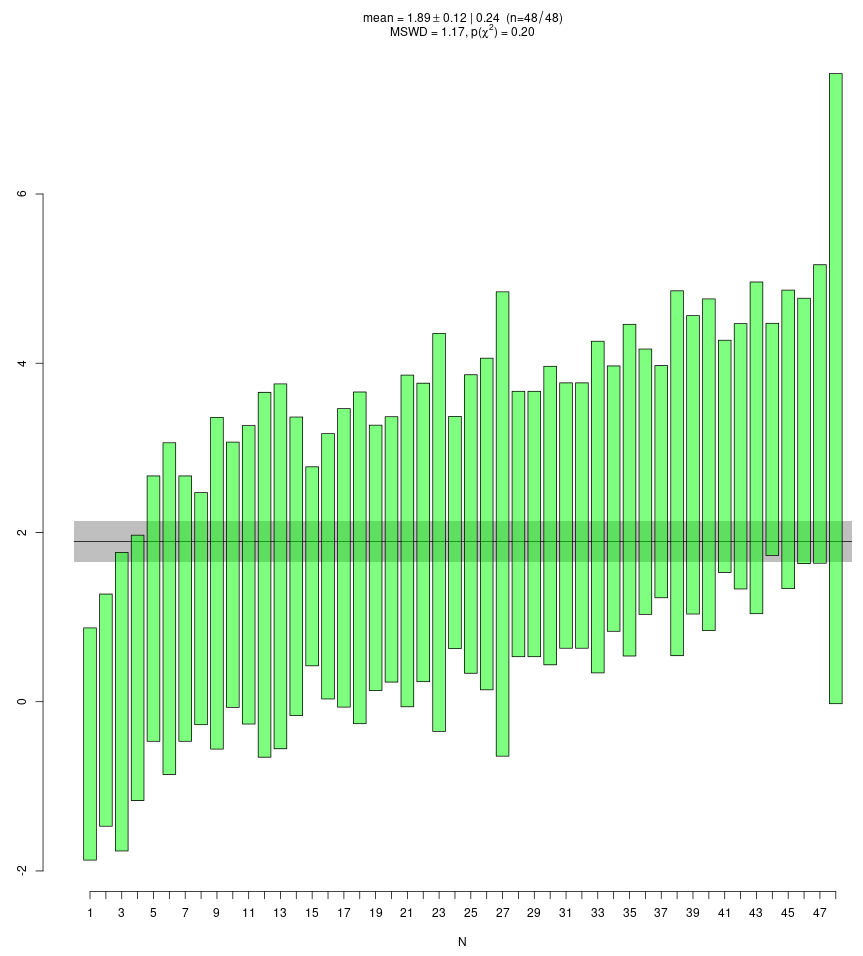 mean = 1.89 ± 0.12 | 0.24 (n=48/48)
MSWD = 1.17, p(χ²) = 0.20
6
4
2
0
-2
1 3 5 7 9 11 13 15 17 19 21 23 25 27 29 31 33 35 37 39 41 43 45 47
N